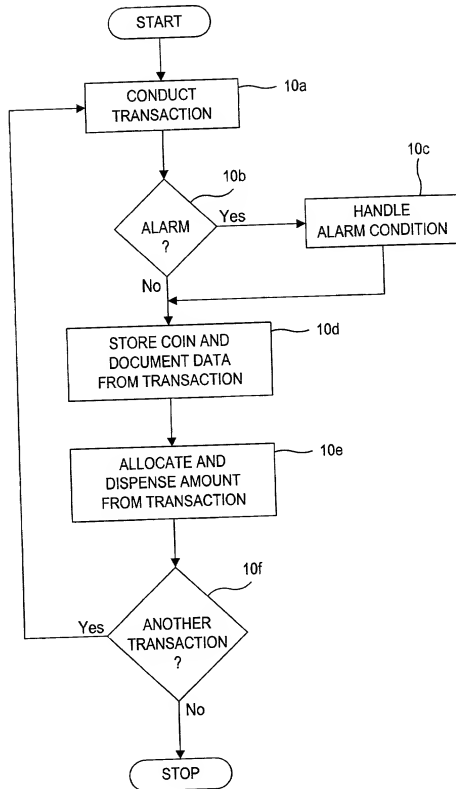 START
CONDUCT
TRANSACTION
10a
10b
ALARM
?
Yes
No
10c
HANDLE
ALARM CONDITION
10d
STORE COIN AND
DOCUMENT DATA
FROM TRANSACTION
10e
ALLOCATE AND
DISPENSE AMOUNT
FROM TRANSACTION
10f
ANOTHER
TRANSACTION
?
Yes
No
STOP